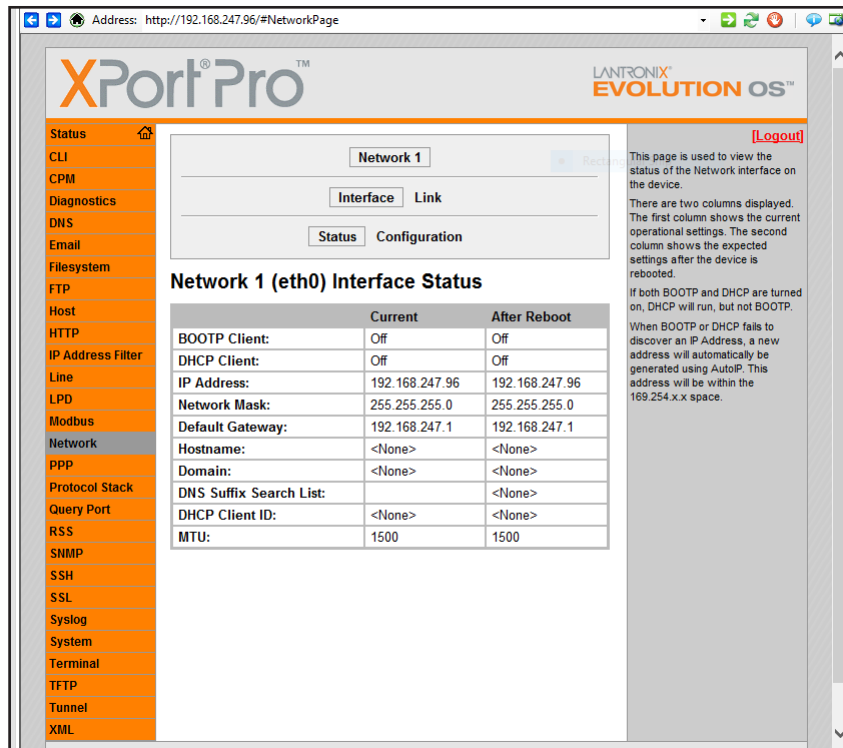 Address: http://192.168.247.96/#NetworkPage
XPort® Pro™
LANTRONIX®
EVOLUTION OS™
Status
CLI
CPM
Diagnostics
DNS
Email
Filesystem
FTP
Host
HTTP
IP Address Filter
Line
LPD
Modbus
Network
PPP
Protocol Stack
Query Port
RSS
SNMP
SSH
SSL
Syslog
System
Terminal
TFTP
Tunnel
XML
Network 1
Interface Link
Status Configuration
Network 1 (eth0) Interface Status
Current After Reboot
BOOTP Client: Off Off
DHCP Client: Off Off
IP Address: 192.168.247.96 192.168.247.96
Network Mask: 255.255.255.0 255.255.255.0
Default Gateway: 192.168.247.1 192.168.247.1
Hostname: <None> <None>
Domain: <None> <None>
DNS Suffix Search List: <None>
DHCP Client ID: <None> <None>
MTU: 1500 1500
[Logout]
This page is used to view the
status of the Network interface on
the device.
There are two columns displayed.
The first column shows the current
operational settings. The second
column shows the expected
settings after the device is
rebooted.
If both BOOTP and DHCP are turned
on, DHCP will run, but not BOOTP.
When BOOTP or DHCP fails to
discover an IP Address, a new
address will automatically be
generated using AutoIP. This
address will be within the
169.254.x.x space.